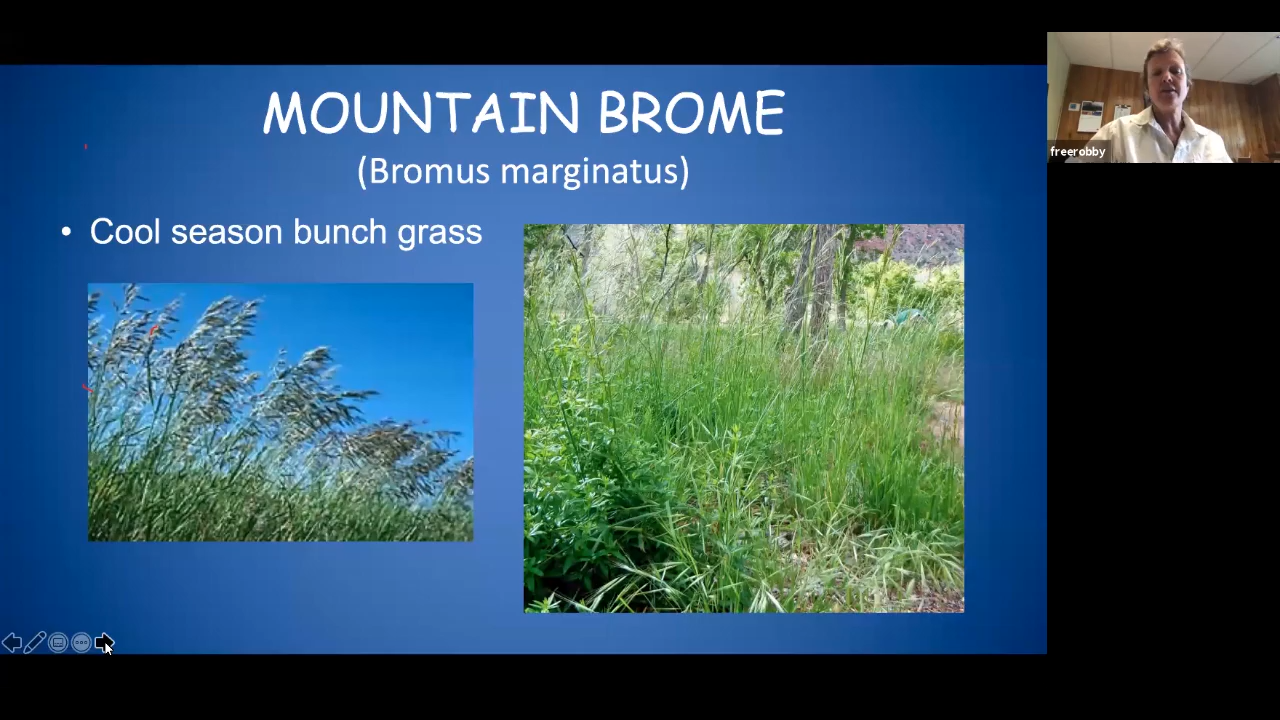 MOUNTAIN BROME
(Bromus marginatus)
• Cool season bunch grass
freerobby